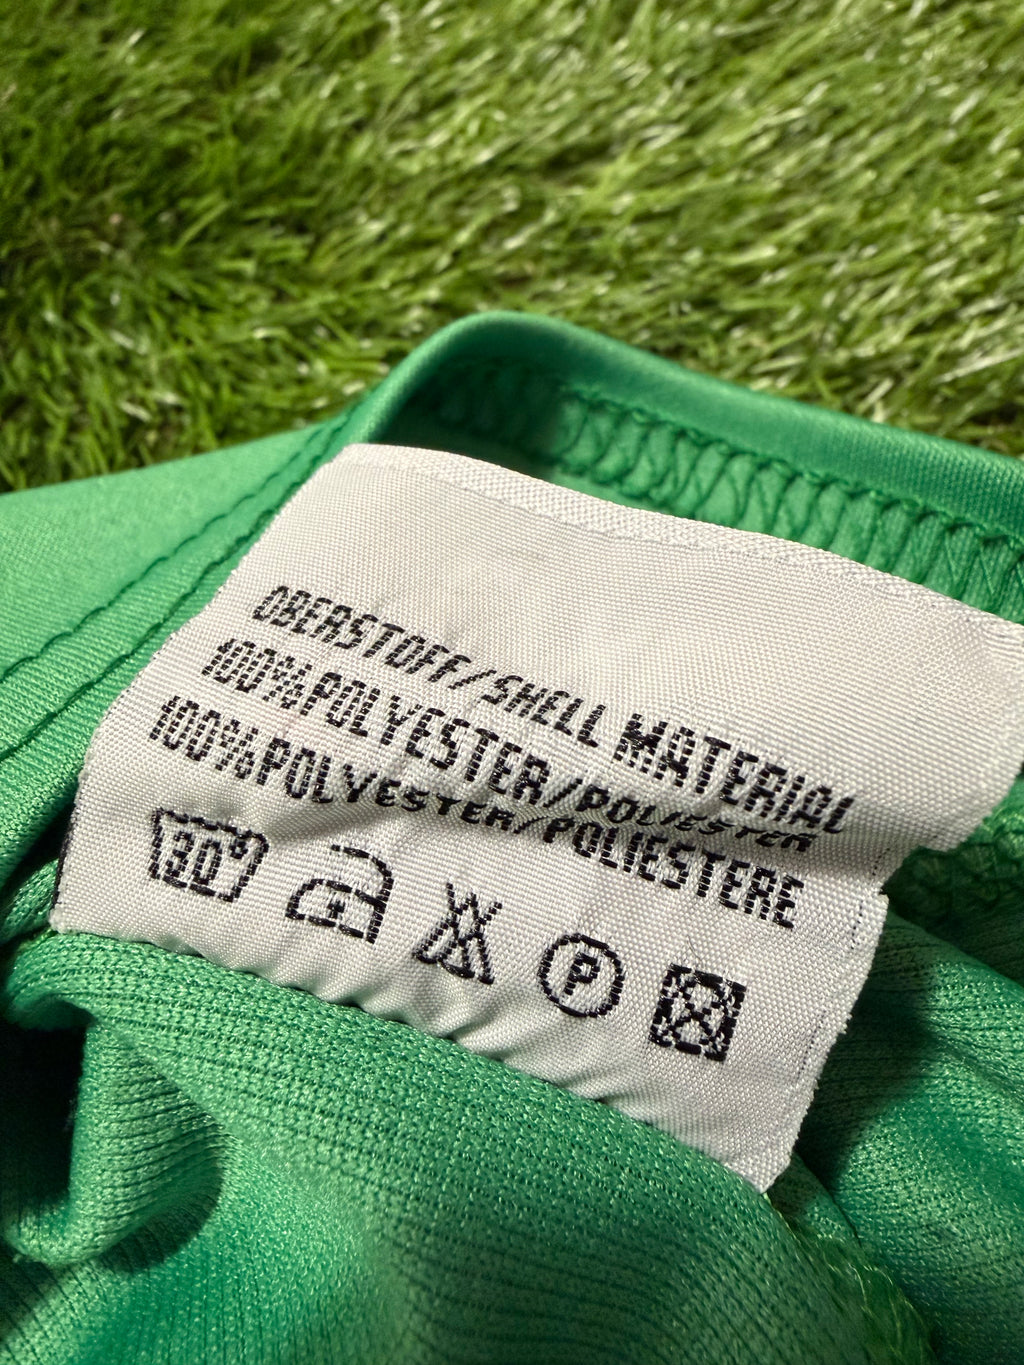 OBERSTOFF/SHELL MATERIAL
100%POLYESTER/POLIESTER
100%POLYESTER/POLIESTERE
30°
P